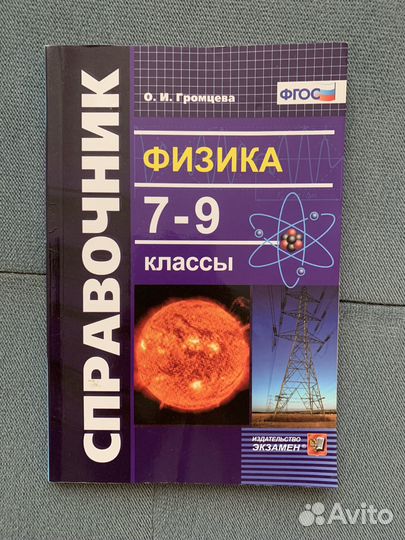 СПРАВОЧНИК
О. И. Громцева
ФГОС
ФИЗИКА
7-9
классы
ИЗДАТЕЛЬСТВО
ЭКЗАМЕН
Avito